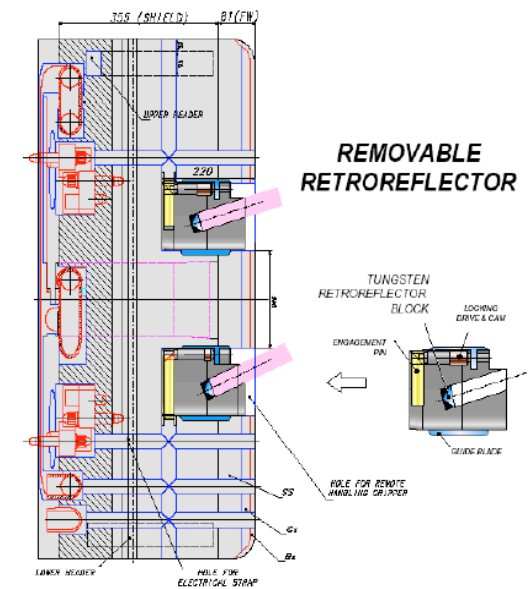 355 (SHIELD)
81(FW)
UPPER HEADER
220
REMOVABLE
RETROREFLECTOR
TUNGSTEN
RETROREFLECTOR
BLOCK
LOCKING
DRIVE & CAM
ENGAGEMENT
PIN
GUIDE BLADE
HOLE FOR REMOTE
HANDLING GRIPPER
SS
Be
LOWER HEADER
HOLE FOR
ELECTRICAL STRAP